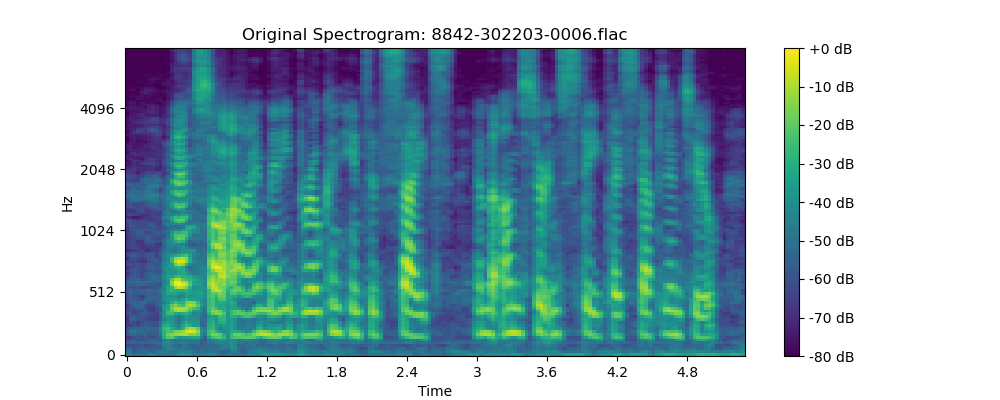 Original Spectrogram: 8842-302203-0006.flac
+0 dB
4096
-10 dB
-20 dB
2048
-30 dB
Hz
-40 dB
1024
-50 dB
512
-60 dB
-70 dB
0
-80 dB
0 0.6 1.2 1.8 2.4 3 3.6 4.2 4.8
Time